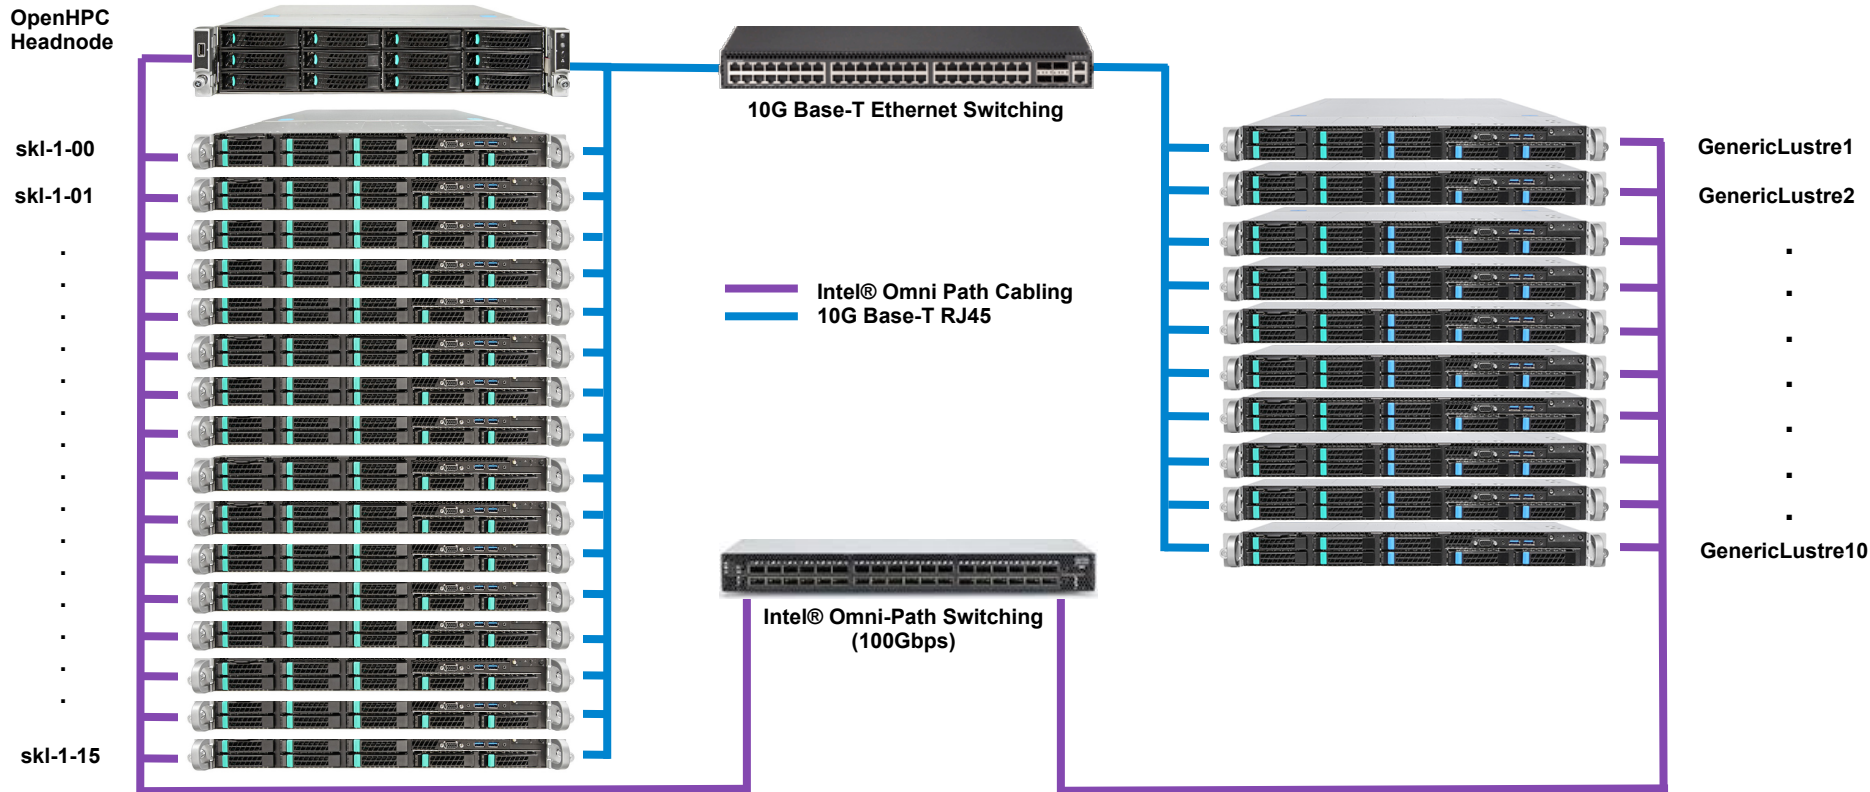 OpenHPC
Headnode
10G Base-T Ethernet Switching
skl-1-00
GenericLustre1
skl-1-01
GenericLustre2
Intel® Omni Path Cabling
10G Base-T RJ45
GenericLustre10
Intel® Omni-Path Switching
(100Gbps)
skl-1-15